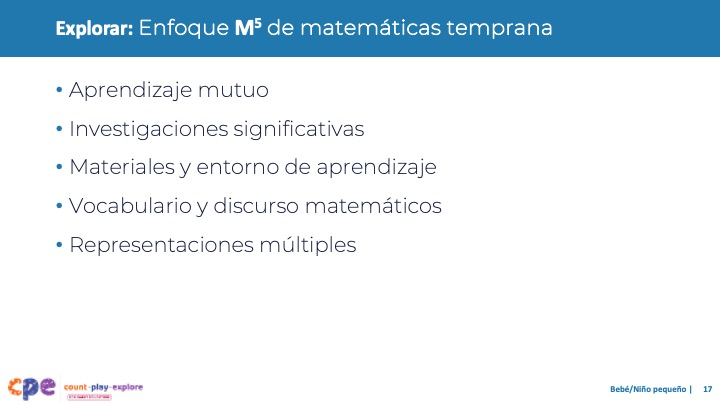 Explorar: Enfoque M⁵ de matemáticas temprana
• Aprendizaje mutuo
• Investigaciones significativas
• Materiales y entorno de aprendizaje
• Vocabulario y discurso matemáticos
• Representaciones múltiples
cpe count·play·explore
Bebé/Niño pequeño | 17